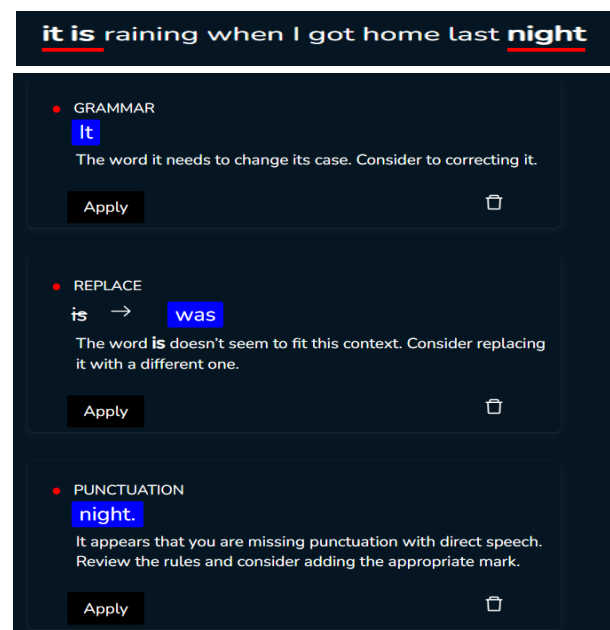 it is raining when I got home last night
GRAMMAR
It
The word it needs to change its case. Consider to correcting it.
Apply
REPLACE
is → was
The word is doesn't seem to fit this context. Consider replacing
it with a different one.
Apply
PUNCTUATION
night.
It appears that you are missing punctuation with direct speech.
Review the rules and consider adding the appropriate mark.
Apply